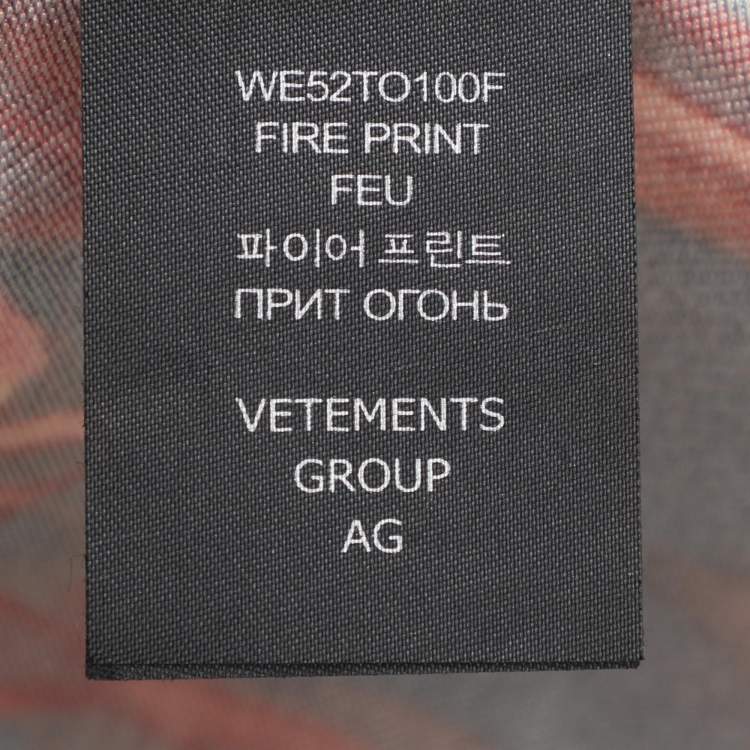 WE52TO100F
FIRE PRINT
FEU
파이어 프린트
ПРИТ ОГОНЬ
VETEMENTS
GROUP
AG